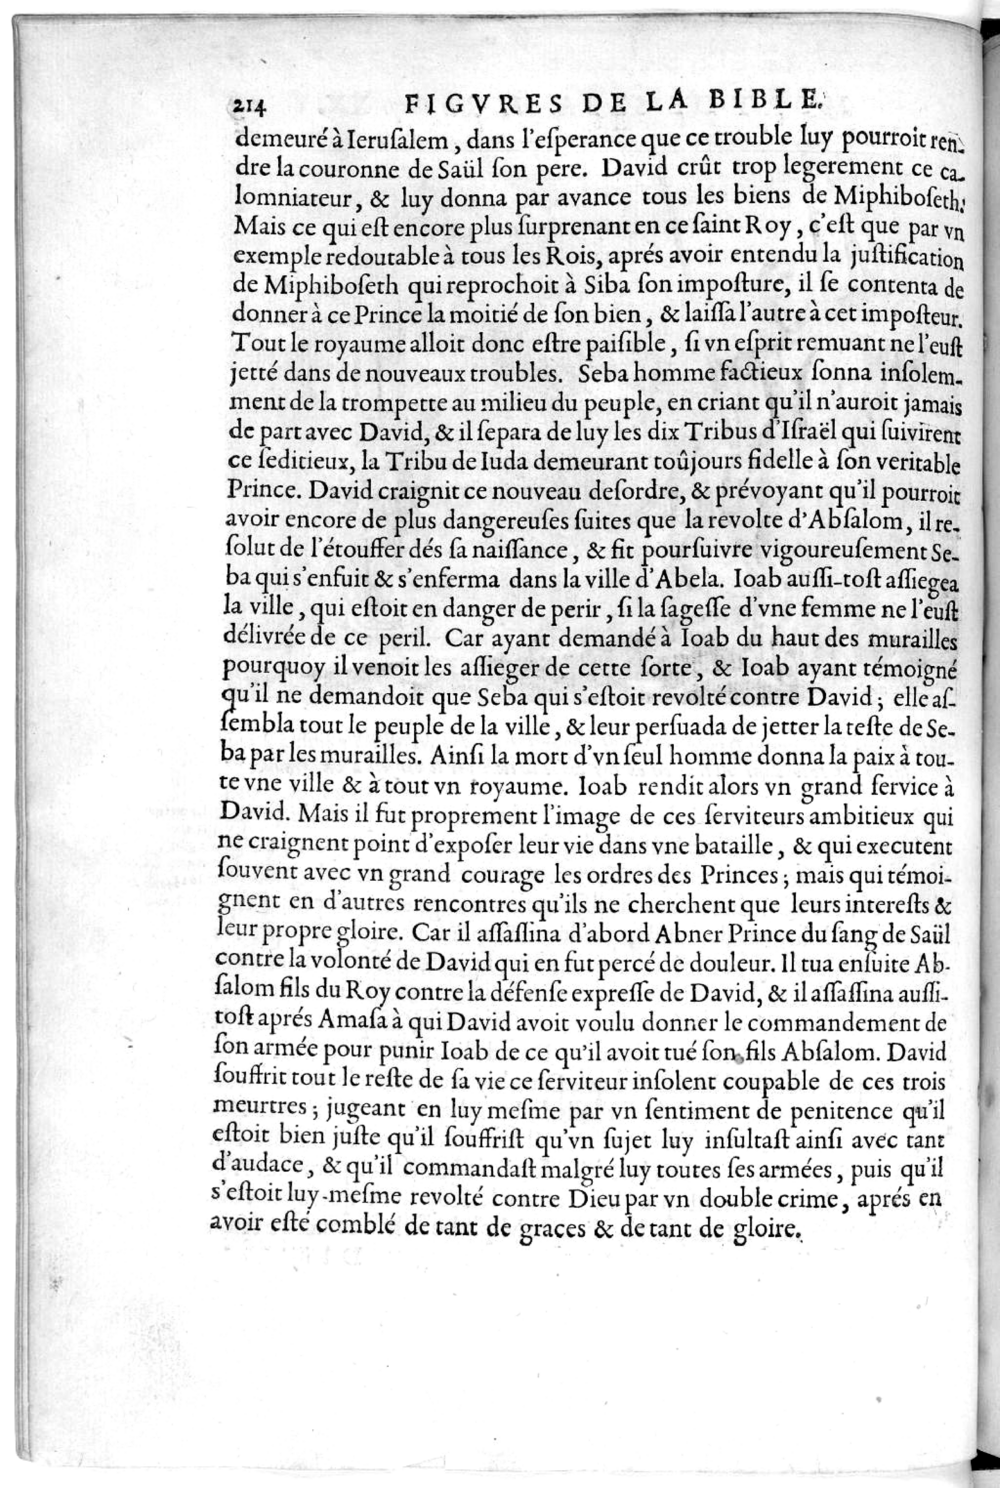 214 FIGVRES DE LA BIBLE.
demeuré à Ieruſalem, dans l'eſperance que ce trouble luy pourroit ren-
dre la couronne de Saül ſon pere. David crût trop legerement ce ca-
lomniateur, & luy donna par avance tous les biens de Miphiboſeth.
Mais ce qui eſt encore plus ſurprenant en ce ſaint Roy, c'eſt que par vn
exemple redoutable à tous les Rois, aprés avoir entendu la juſtification
de Miphiboſeth qui reprochoit à Siba ſon impoſture, il ſe contenta de
donner à ce Prince la moitié de ſon bien, & laiſſa l'autre à cet impoſteur.
Tout le royaume alloit donc eſtre paiſible, ſi vn eſprit remuant ne l'euſt
jetté dans de nouveaux troubles. Seba homme factieux ſonna inſolem-
ment de la trompette au milieu du peuple, en criant qu'il n'auroit jamais
de part avec David, & il ſepara de luy les dix Tribus d'Iſraël qui ſuivirent
ce ſeditieux, la Tribu de Iuda demeurant toûjours fidelle à ſon veritable
Prince. David craignit ce nouveau deſordre, & prévoyant qu'il pourroit
avoir encore de plus dangereuſes ſuites que la revolte d'Abſalom, il re-
ſolut de l'étouffer dés ſa naiſſance, & fit pourſuivre vigoureuſement Se-
ba qui s'enfuit & s'enferma dans la ville d'Abela. Ioab auſſi-toſt aſſiegea
la ville, qui eſtoit en danger de perir, ſi la ſageſſe d'vne femme ne l'euſt
délivrée de ce peril. Car ayant demandé à Ioab du haut des murailles
pourquoy il venoit les aſſieger de cette ſorte, & Ioab ayant témoigné
qu'il ne demandoit que Seba qui s'eſtoit revolté contre David; elle aſ-
ſembla tout le peuple de la ville, & leur perſuada de jetter la teſte de Se-
ba par les murailles. Ainſi la mort d'vn ſeul homme donna la paix à tou-
te vne ville & à tout vn royaume. Ioab rendit alors vn grand ſervice à
David. Mais il fut proprement l'image de ces ſerviteurs ambitieux qui
ne craignent point d'expoſer leur vie dans vne bataille, & qui executent
ſouvent avec vn grand courage les ordres des Princes; mais qui témoi-
gnent en d'autres rencontres qu'ils ne cherchent que leurs intereſts &
leur propre gloire. Car il aſſaſſina d'abord Abner Prince du ſang de Saül
contre la volonté de David qui en fut percé de douleur. Il tua enſuite Ab-
ſalom fils du Roy contre la défenſe expreſſe de David, & il aſſaſſina auſſi-
toſt aprés Amaſa à qui David avoit voulu donner le commandement de
ſon armée pour punir Ioab de ce qu'il avoit tué ſon fils Abſalom. David
ſouffrit tout le reſte de ſa vie ce ſerviteur inſolent coupable de ces trois
meurtres; jugeant en luy meſme par vn ſentiment de penitence qu'il
eſtoit bien juſte qu'il ſouffriſt qu'vn ſujet luy inſultaſt ainſi avec tant
d'audace, & qu'il commandaſt malgré luy toutes ſes armées, puis qu'il
s'eſtoit luy-meſme revolté contre Dieu par vn double crime, aprés en
avoir eſté comblé de tant de graces & de tant de gloire.